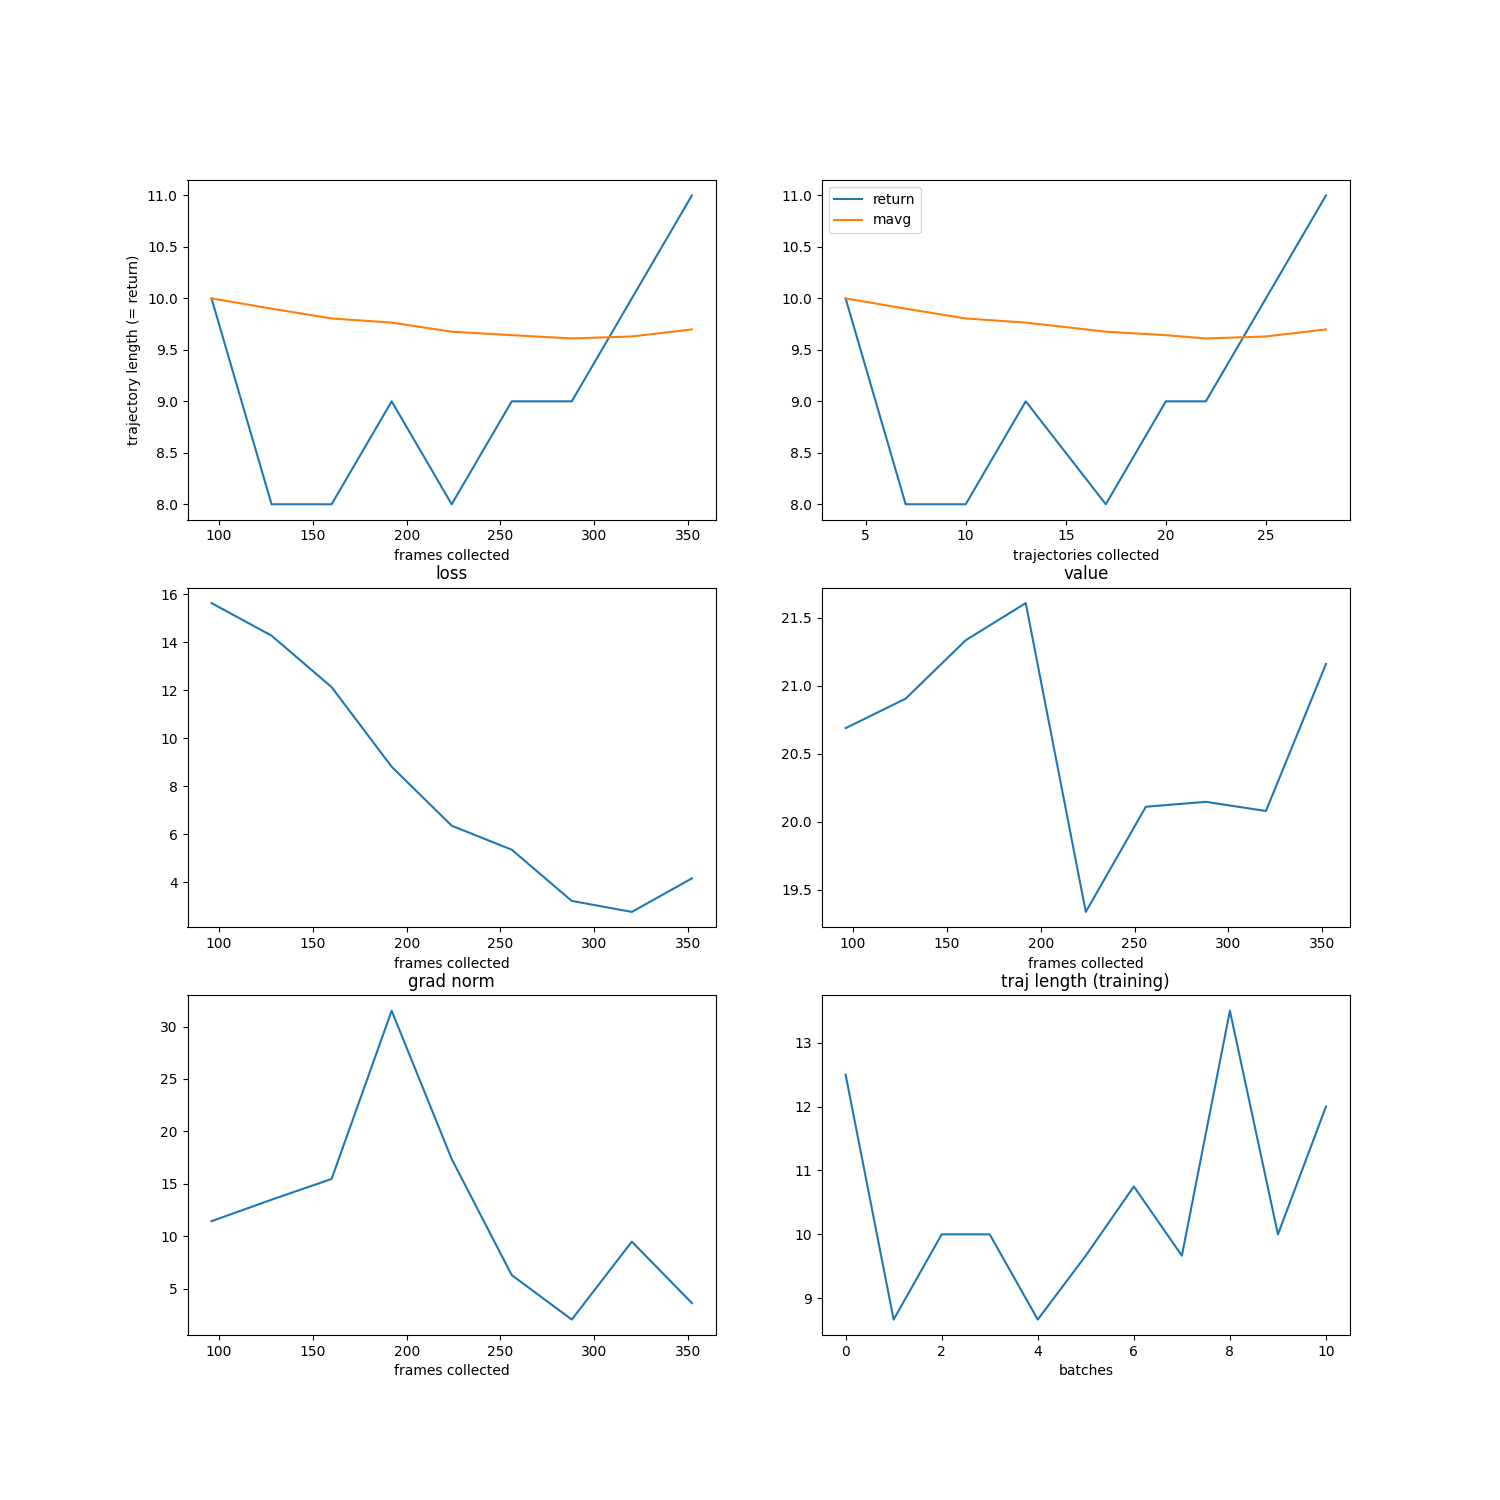 11.0
10.5
10.0
9.5
9.0
8.5
8.0
trajectory length (= return)
100 150 200 250 300 350
frames collected
return
mavg
11.0
10.5
10.0
9.5
9.0
8.5
8.0
5 10 15 20 25
trajectories collected
loss
16
14
12
10
8
6
4
100 150 200 250 300 350
frames collected
value
21.5
21.0
20.5
20.0
19.5
100 150 200 250 300 350
frames collected
grad norm
30
25
20
15
10
5
100 150 200 250 300 350
frames collected
traj length (training)
13
12
11
10
9
0 2 4 6 8 10
batches